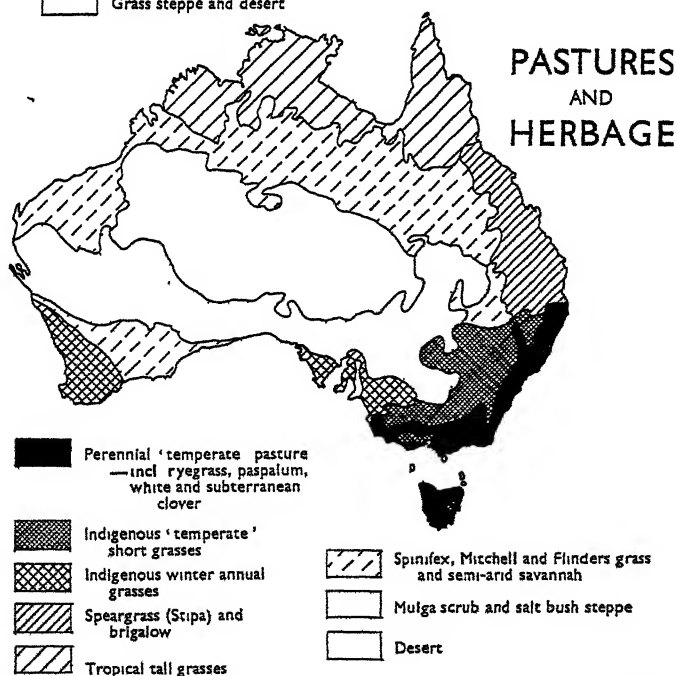 Grass steppe and desert
PASTURES
AND
HERBAGE
Perennial 'temperate pasture
—incl ryegrass, paspalum,
white and subterranean
clover
Indigenous 'temperate'
short grasses
Indigenous winter annual
grasses
Speargrass (Stipa) and
brigalow
Tropical tall grasses
Spinifex, Mitchell and Flinders grass
and semi-arid savannah
Mulga scrub and salt bush steppe
Desert